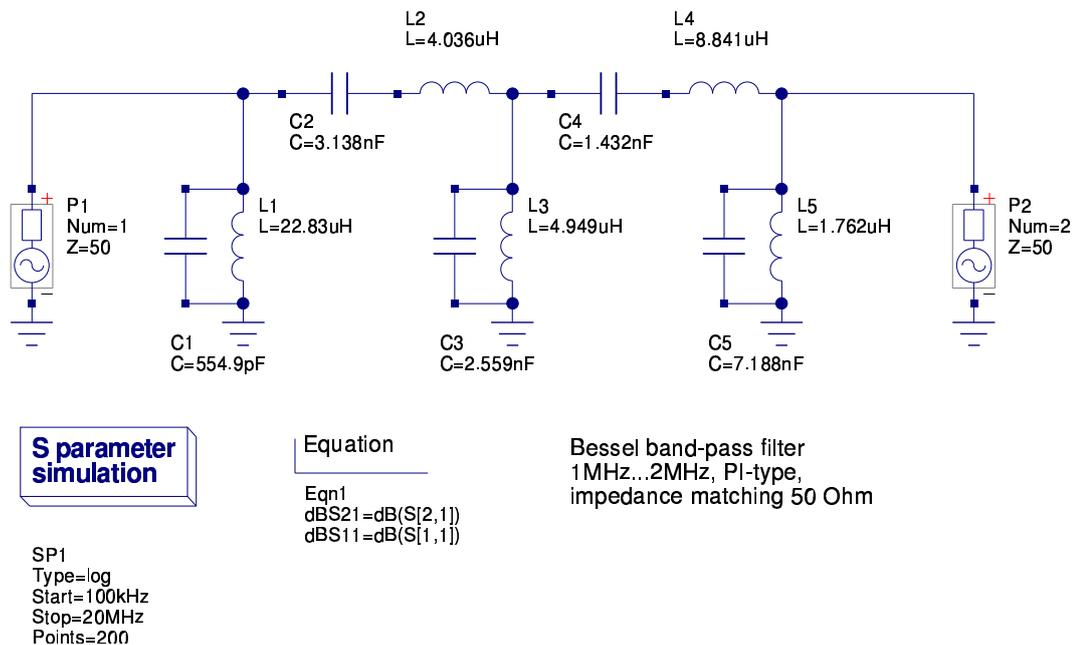 L2
L=4.036uH
L4
L=8.841uH
C2
C=3.138nF
C4
C=1.432nF
+
P1
Num=1
Z=50
−
L1
L=22.83uH
L3
L=4.949uH
L5
L=1.762uH
+
P2
Num=2
Z=50
−
C1
C=554.9pF
C3
C=2.559nF
C5
C=7.188nF
S parameter
simulation
Equation
Eqn1
dBS21=dB(S[2,1])
dBS11=dB(S[1,1])
Bessel band-pass filter
1MHz...2MHz, PI-type,
impedance matching 50 Ohm
SP1
Type=log
Start=100kHz
Stop=20MHz
Points=200